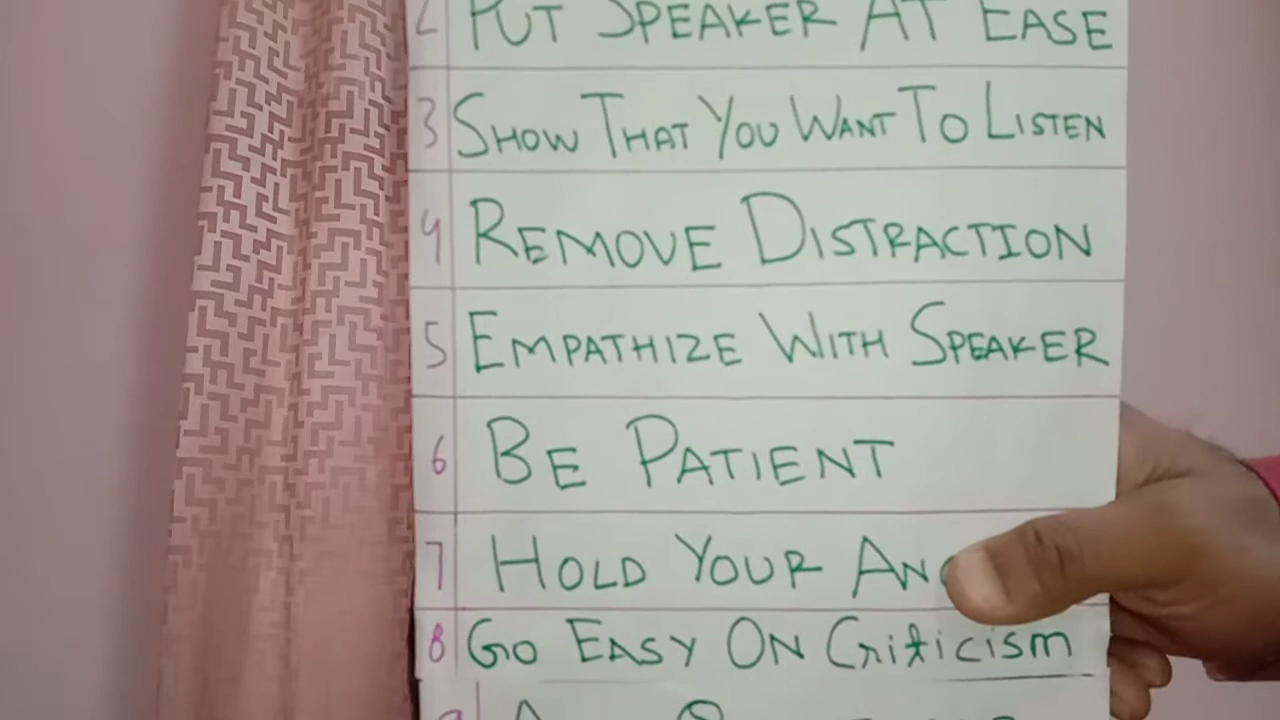 2 PUT SPEAKER AT EASE
3 SHOW THAT YOU WANT TO LISTEN
4 REMOVE DISTRACTION
5 EMPATHIZE WITH SPEAKER
6 BE PATIENT
7 HOLD YOUR
8 GO EASY ON Criticism